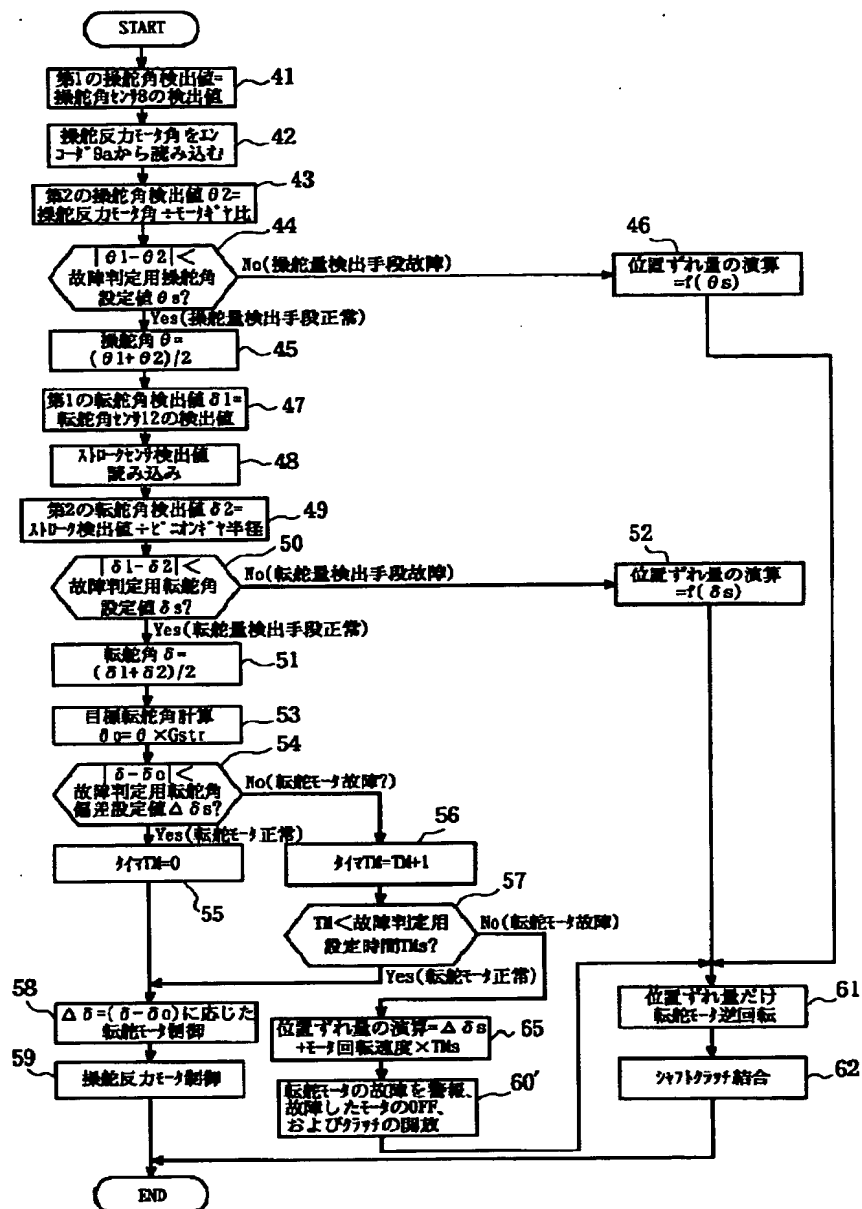 START
第1の操舵角検出値=
操舵角ｾﾝｻ8の検出値
41
操舵反力ﾓｰﾀ角をｴﾝ
ｺｰﾀﾞ9aから読み込む
42
第2の操舵角検出値θ2=
操舵反力ﾓｰﾀ角÷ﾓｰﾀｷﾞﾔ比
43
|θ1-θ2|<
故障判定用操舵角
設定値θs?
44
No(操舵量検出手段故障)
位置ずれ量の演算
=f(θs)
46
Yes(操舵量検出手段正常)
操舵角θ=
(θ1+θ2)/2
45
第1の転舵角検出値δ1=
転舵角ｾﾝｻ12の検出値
47
ｽﾄﾛｰｸｾﾝｻ検出値
読み込み
48
第2の転舵角検出値δ2=
ｽﾄﾛｰｸ検出値÷ﾋﾟﾆｵﾝｷﾞﾔ半径
49
|δ1-δ2|<
故障判定用転舵角
設定値δs?
50
No(転舵量検出手段故障)
位置ずれ量の演算
=f(δs)
52
Yes(転舵量検出手段正常)
転舵角δ=
(δ1+δ2)/2
51
目標転舵角計算
δo=θ×Gstr
53
|δ-δo|<
故障判定用転舵角
偏差設定値Δδs?
54
No(転舵ﾓｰﾀ故障?)
Yes(転舵ﾓｰﾀ正常)
ﾀｲﾏTM=0
55
ﾀｲﾏTM=TM+1
56
TM<故障判定用
設定時間TMs?
57
No(転舵ﾓｰﾀ故障)
Yes(転舵ﾓｰﾀ正常)
58
Δδ=(δ-δo)に応じた
転舵ﾓｰﾀ制御
59
操舵反力ﾓｰﾀ制御
位置ずれ量の演算=Δδs
+ﾓｰﾀ回転速度×TMs
65
転舵ﾓｰﾀの故障を警報、
故障したﾓｰﾀのOFF、
およびｸﾗｯﾁの開放
60′
位置ずれ量だけ
転舵ﾓｰﾀ逆回転
61
ｼｬﾌﾄｸﾗｯﾁ結合
62
END